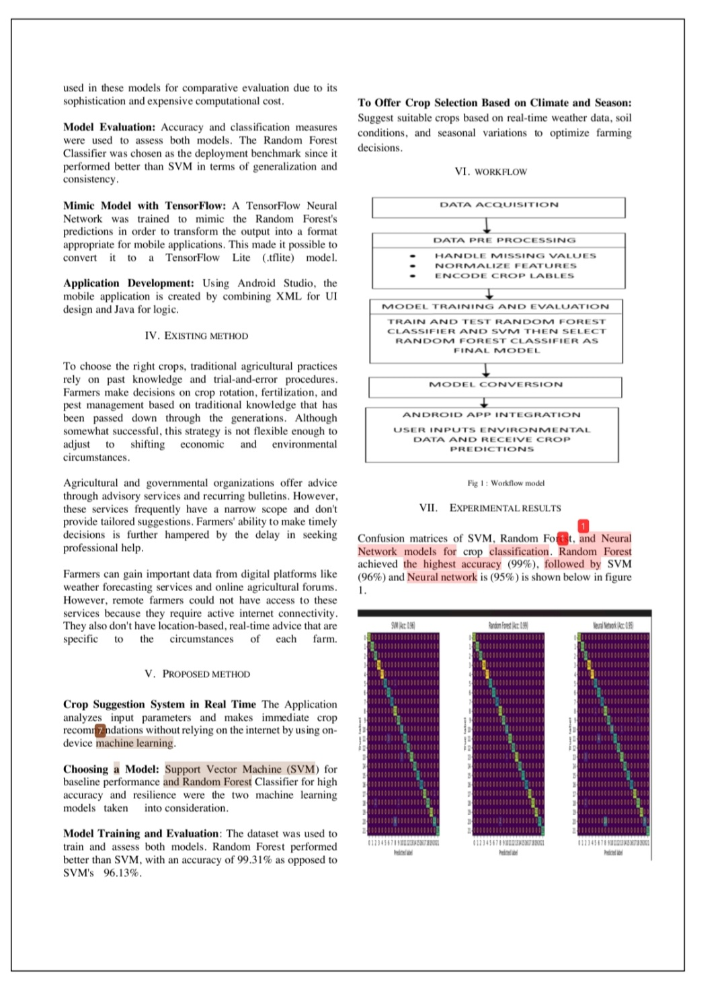 used in these models for comparative evaluation due to its
sophistication and expensive computational cost.
Model Evaluation: Accuracy and classification measures
were used to assess both models. The Random Forest
Classifier was chosen as the deployment benchmark since it
performed better than SVM in terms of generalization and
consistency.
Mimic Model with TensorFlow: A TensorFlow Neural
Network was trained to mimic the Random Forest's
predictions in order to transform the output into a format
appropriate for mobile applications. This made it possible to
convert it to a TensorFlow Lite (.tflite) model.
Application Development: Using Android Studio, the
mobile application is created by combining XML for UI
design and Java for logic.
IV. EXISTING METHOD
To choose the right crops, traditional agricultural practices
rely on past knowledge and trial-and-error procedures.
Farmers make decisions on crop rotation, fertilization, and
pest management based on traditional knowledge that has
been passed down through the generations. Although
somewhat successful, this strategy is not flexible enough to
adjust to shifting economic and environmental
circumstances.
Agricultural and governmental organizations offer advice
through advisory services and recurring bulletins. However,
these services frequently have a narrow scope and don't
provide tailored suggestions. Farmers' ability to make timely
decisions is further hampered by the delay in seeking
professional help.
Farmers can gain important data from digital platforms like
weather forecasting services and online agricultural forums.
However, remote farmers could not have access to these
services because they require active internet connectivity.
They also don't have location-based, real-time advice that are
specific to the circumstances of each farm.
V. PROPOSED METHOD
Crop Suggestion System in Real Time The Application
analyzes input parameters and makes immediate crop
recomm7ndations without relying on the internet by using on-
device machine learning.
Choosing a Model: Support Vector Machine (SVM) for
baseline performance and Random Forest Classifier for high
accuracy and resilience were the two machine learning
models taken into consideration.
Model Training and Evaluation: The dataset was used to
train and assess both models. Random Forest performed
better than SVM, with an accuracy of 99.31% as opposed to
SVM's 96.13%.
To Offer Crop Selection Based on Climate and Season:
Suggest suitable crops based on real-time weather data, soil
conditions, and seasonal variations to optimize farming
decisions.
VI. WORKFLOW
DATA ACQUISITION
DATA PRE PROCESSING
• HANDLE MISSING VALUES
• NORMALIZE FEATURES
• ENCODE CROP LABLES
MODEL TRAINING AND EVALUATION
TRAIN AND TEST RANDOM FOREST
CLASSIFIER AND SVM THEN SELECT
RANDOM FOREST CLASSIFIER AS
FINAL MODEL
MODEL CONVERSION
ANDROID APP INTEGRATION
USER INPUTS ENVIRONMENTAL
DATA AND RECEIVE CROP
PREDICTIONS
Fig 1 : Workflow model
VII. EXPERIMENTAL RESULTS
1
Confusion matrices of SVM, Random Forest, and Neural
Network models for crop classification. Random Forest
achieved the highest accuracy (99%), followed by SVM
(96%) and Neural network is (95%) is shown below in figure
1.
SVM (Acc: 0.96)
Random Forest (Acc: 0.99)
Neural Network (Acc: 0.95)
True label
True label
True label
Predicted label
Predicted label
Predicted label